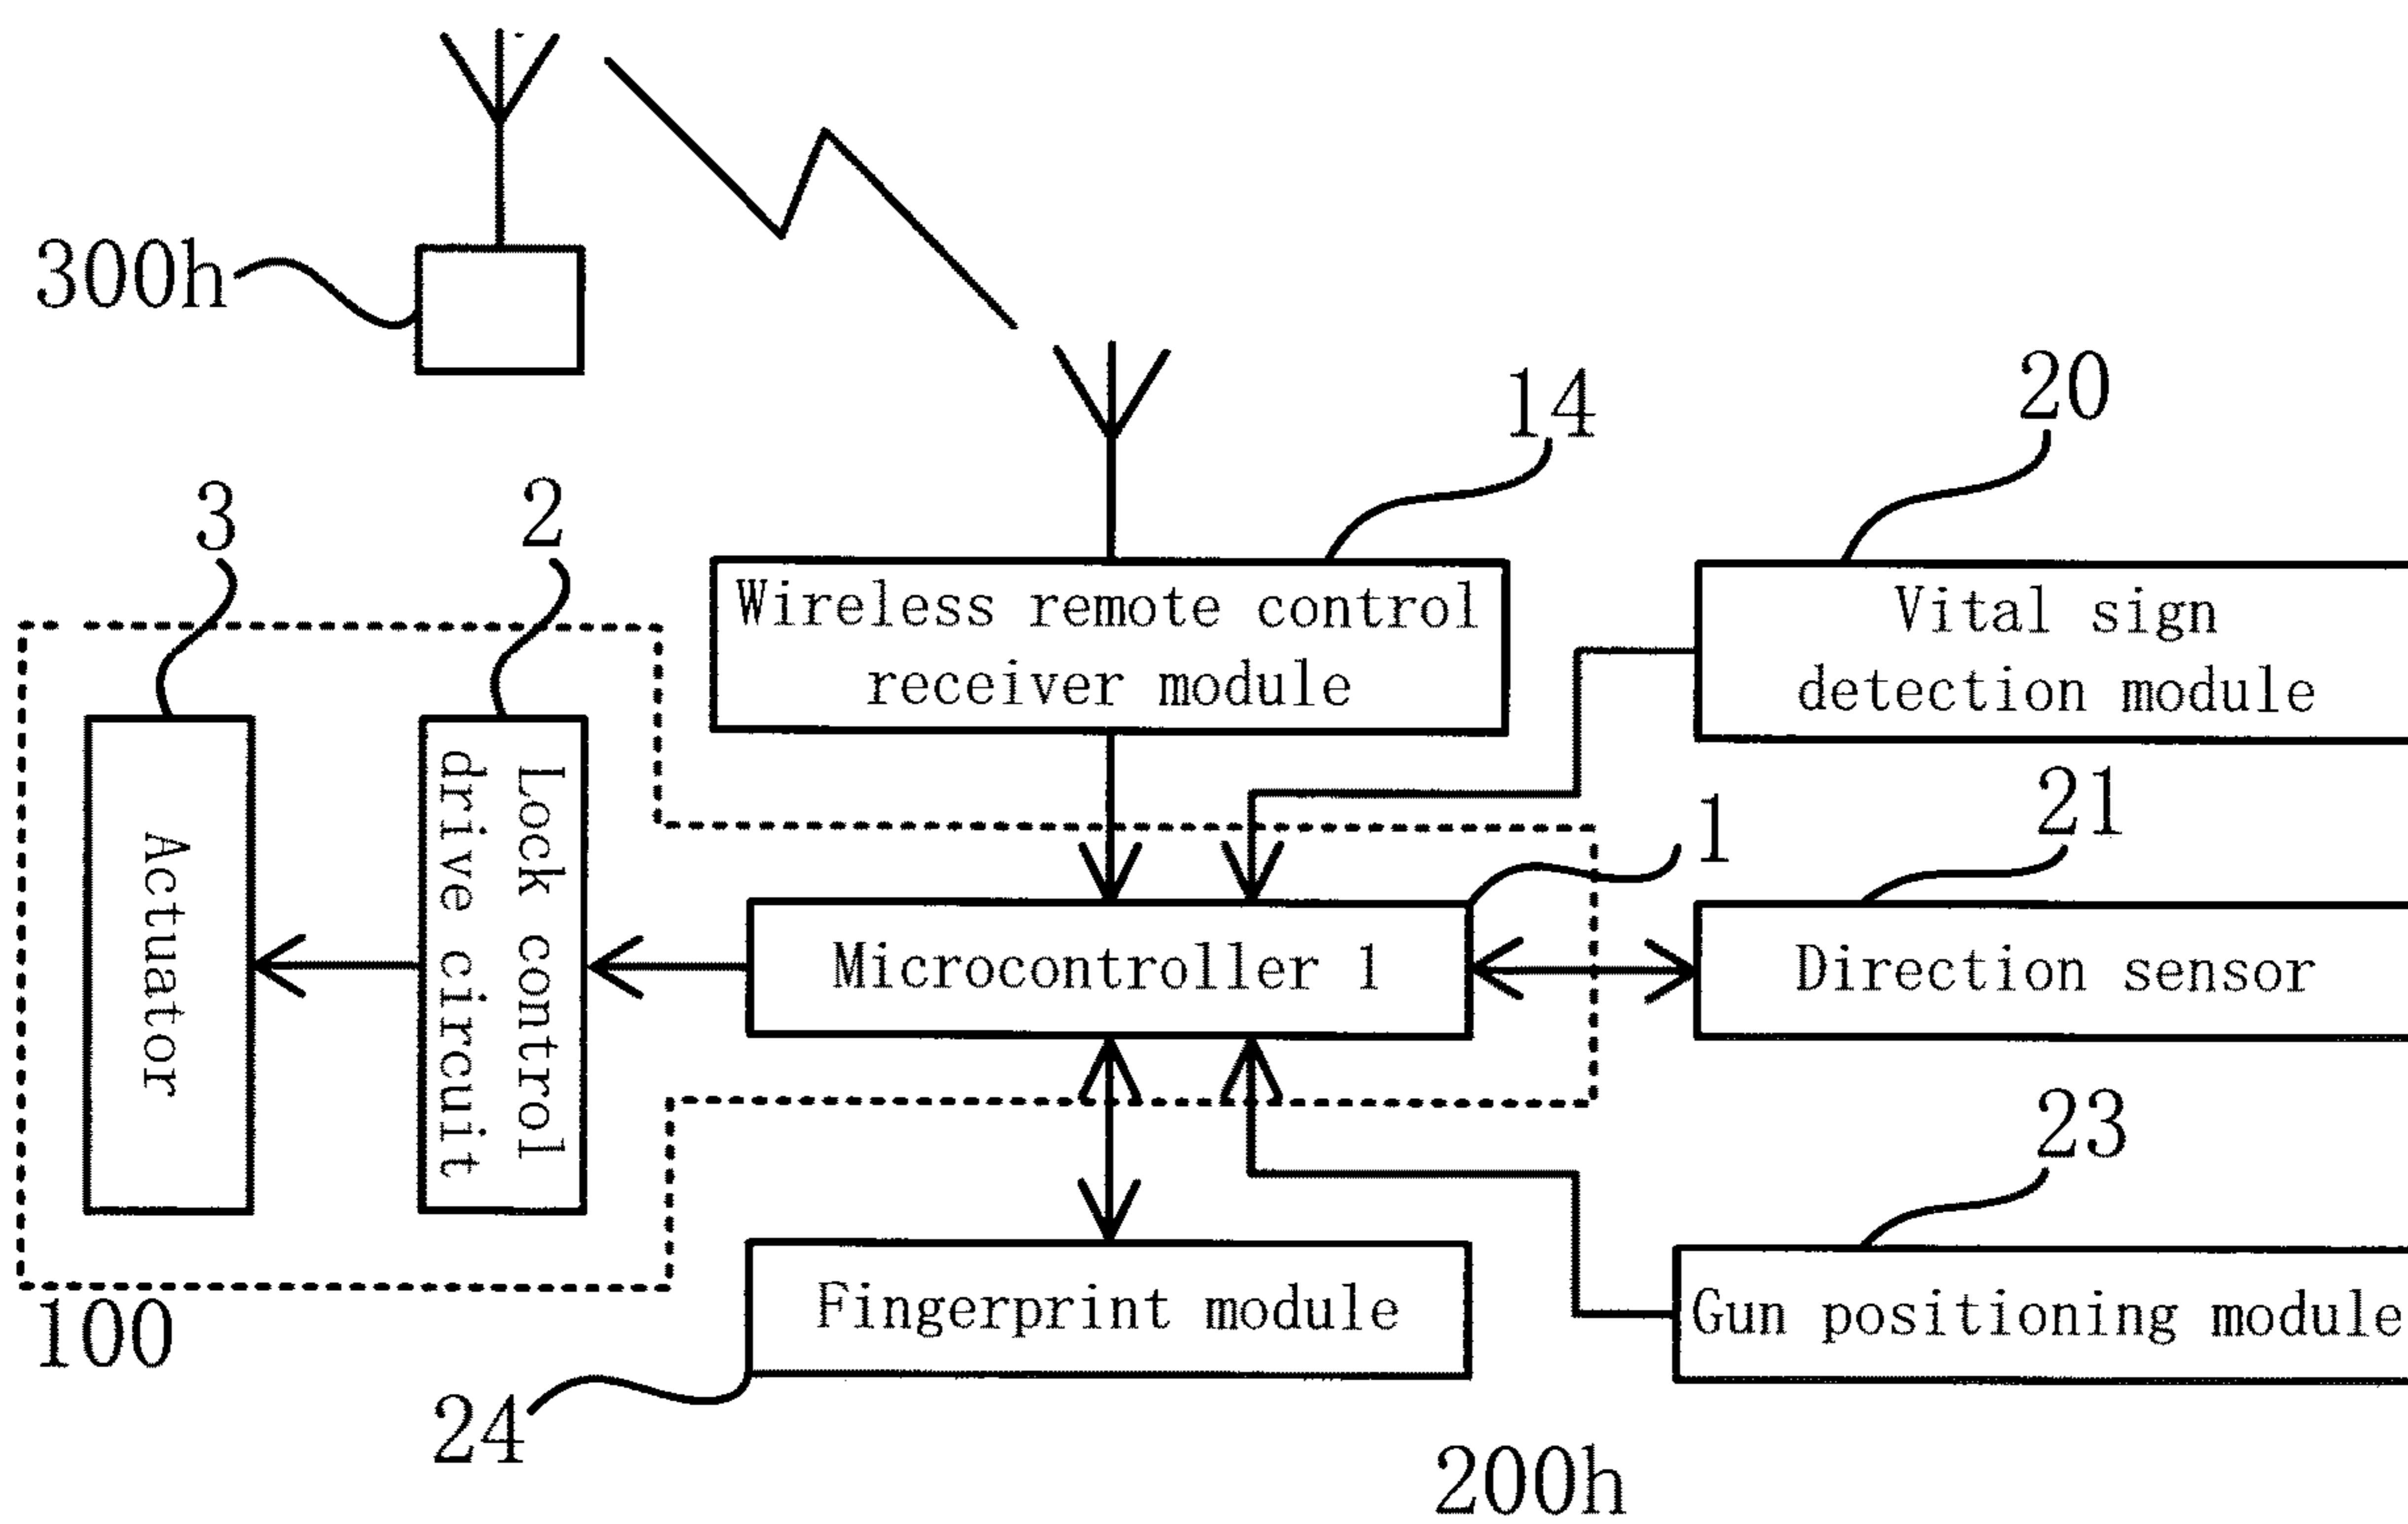 300h
14
20
3
2
Wireless remote control
receiver module
Vital sign
detection module
21
1
Actuator
Lock control
drive circuit
Microcontroller 1
Direction sensor
23
100
Fingerprint module
Gun positioning module
24
200h